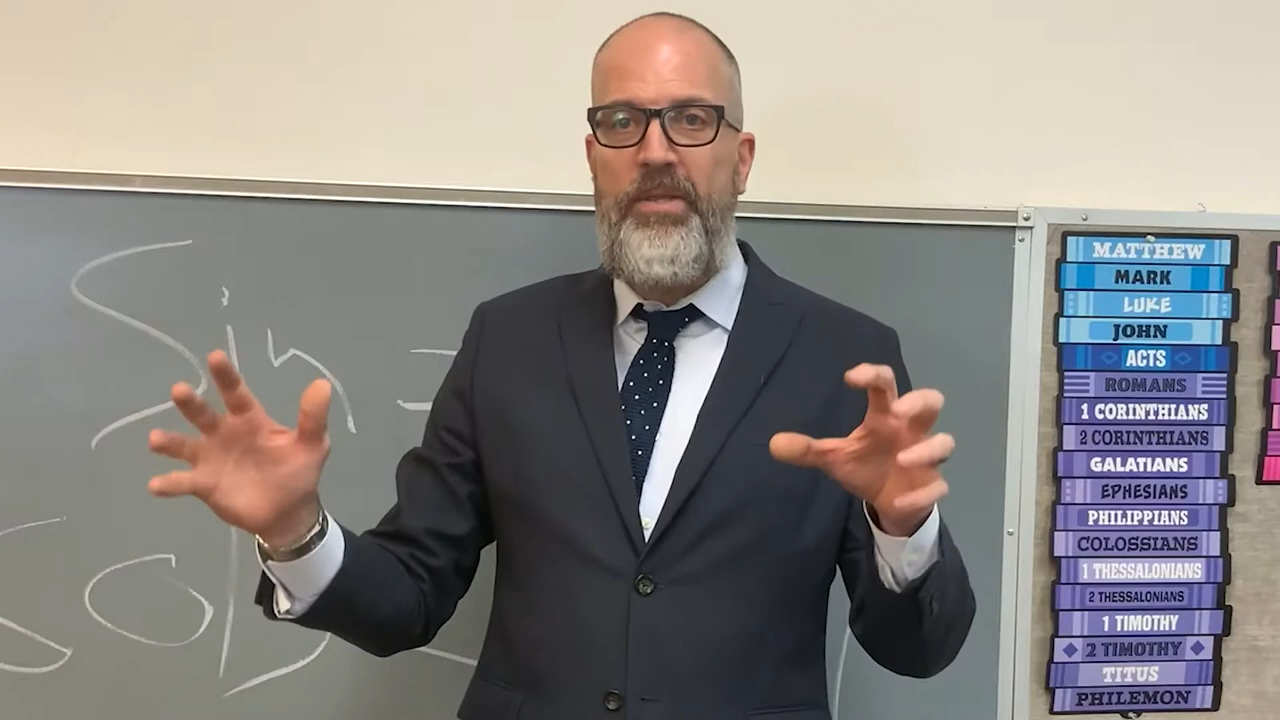 Sin =
MATTHEW
MARK
LUKE
JOHN
ACTS
ROMANS
1 CORINTHIANS
2 CORINTHIANS
GALATIANS
EPHESIANS
PHILIPPIANS
COLOSSIANS
1 THESSALONIANS
2 THESSALONIANS
1 TIMOTHY
2 TIMOTHY
TITUS
PHILEMON